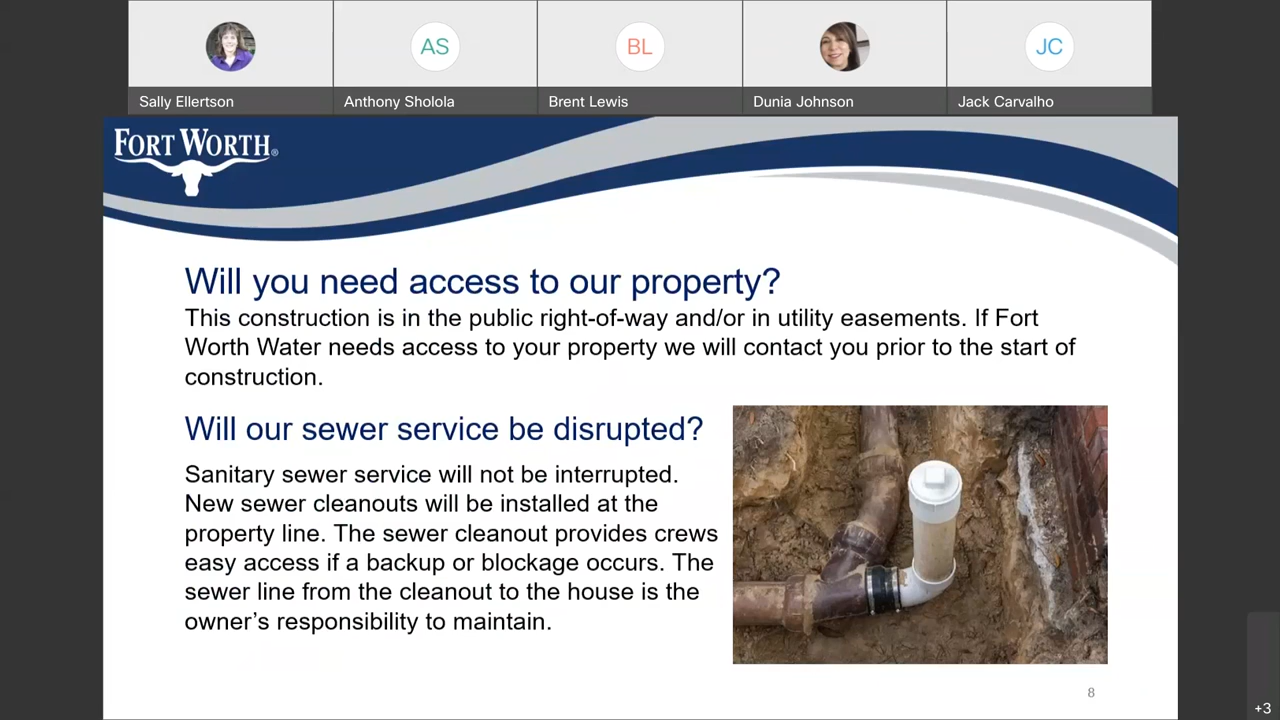 AS
BL
JC
Sally Ellertson
Anthony Sholola
Brent Lewis
Dunia Johnson
Jack Carvalho
FORT WORTH®
Will you need access to our property?
This construction is in the public right-of-way and/or in utility easements. If Fort
Worth Water needs access to your property we will contact you prior to the start of
construction.
Will our sewer service be disrupted?
Sanitary sewer service will not be interrupted.
New sewer cleanouts will be installed at the
property line. The sewer cleanout provides crews
easy access if a backup or blockage occurs. The
sewer line from the cleanout to the house is the
owner’s responsibility to maintain.
8
+3